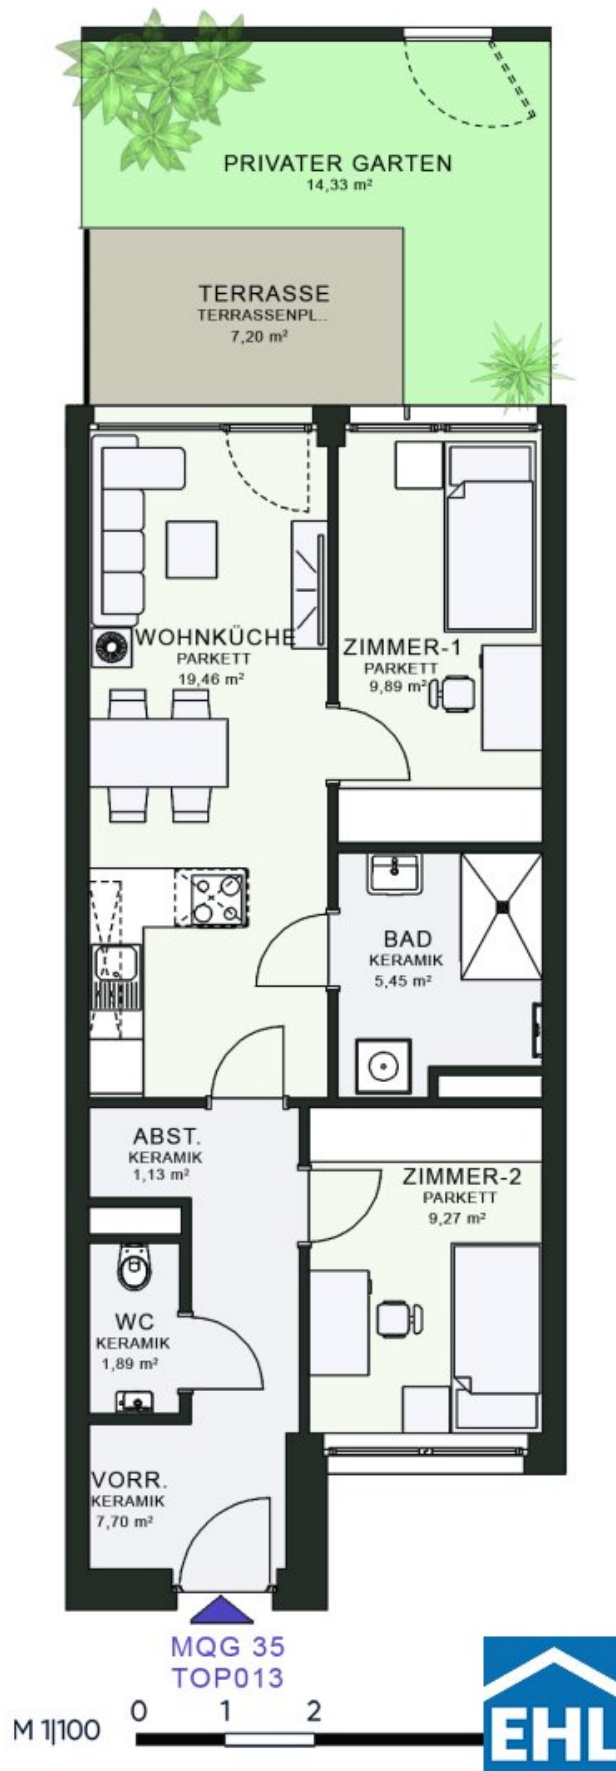 PRIVATER GARTEN
14,33 m²
TERRASSE
TERRASSENPL...
7,20 m²
WOHNKÜCHE
PARKETT
19,46 m²
ZIMMER-1
PARKETT
9,89 m²
BAD
KERAMIK
5,45 m²
ABST.
KERAMIK
1,13 m²
ZIMMER-2
PARKETT
9,27 m²
WC
KERAMIK
1,89 m²
VORR.
KERAMIK
7,70 m²
MQG 35
TOP013
M 1|100 0 1 2
EHL